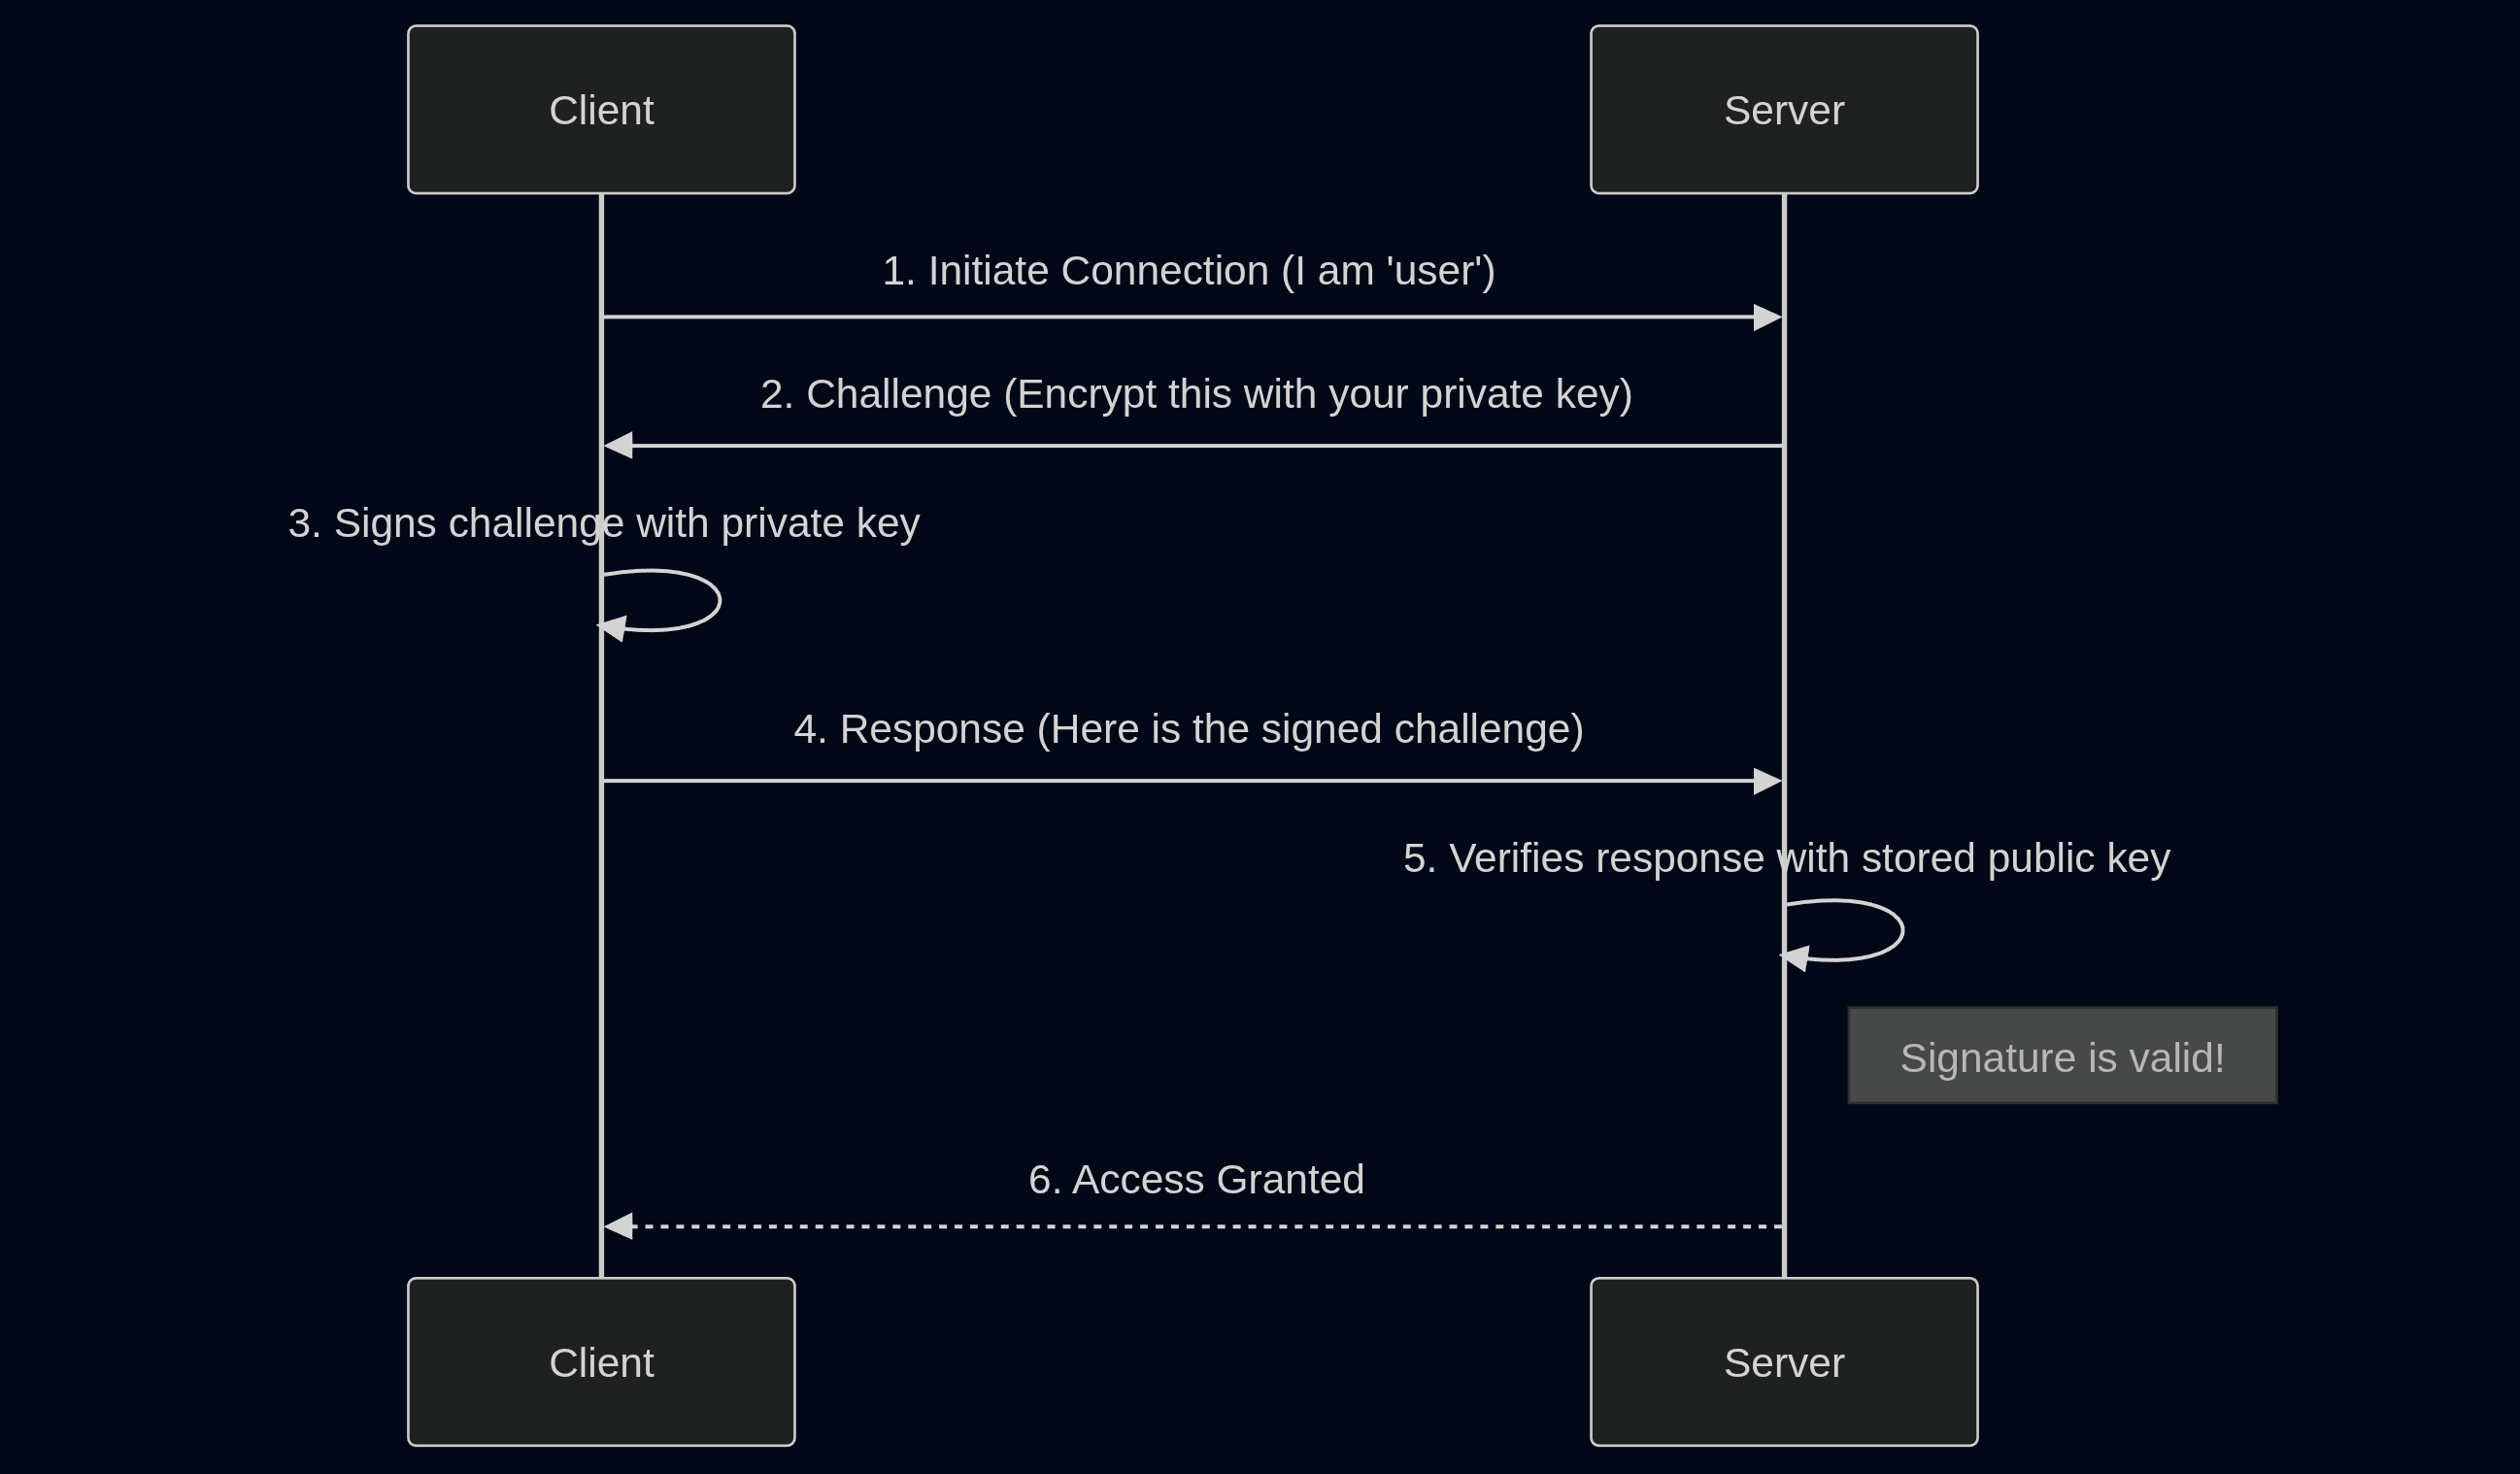 Client
Server
1. Initiate Connection (I am 'user')
2. Challenge (Encrypt this with your private key)
3. Signs challenge with private key
4. Response (Here is the signed challenge)
5. Verifies response with stored public key
Signature is valid!
6. Access Granted
Client
Server